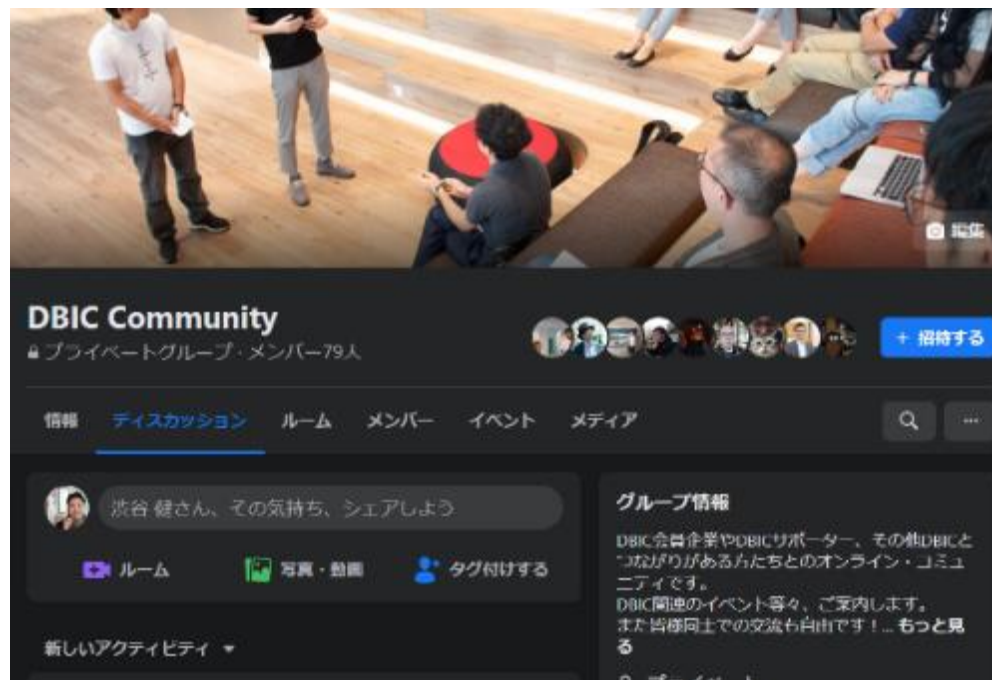 編集
DBIC Community
プライベートグループ・メンバー79人
+ 招待する
情報 ディスカッション ルーム メンバー イベント メディア
渋谷 健さん、その気持ち、シェアしよう
ルーム 写真・動画 タグ付けする
新しいアクティビティ
グループ情報
DBIC会員企業やDBICサポーター、その他DBICと
つながりがある方たちとのオンライン・コミュ
ニティです。
DBIC関連のイベント等々、ご案内します。
また皆様同士での交流も自由です！... もっと見
る
プライベート